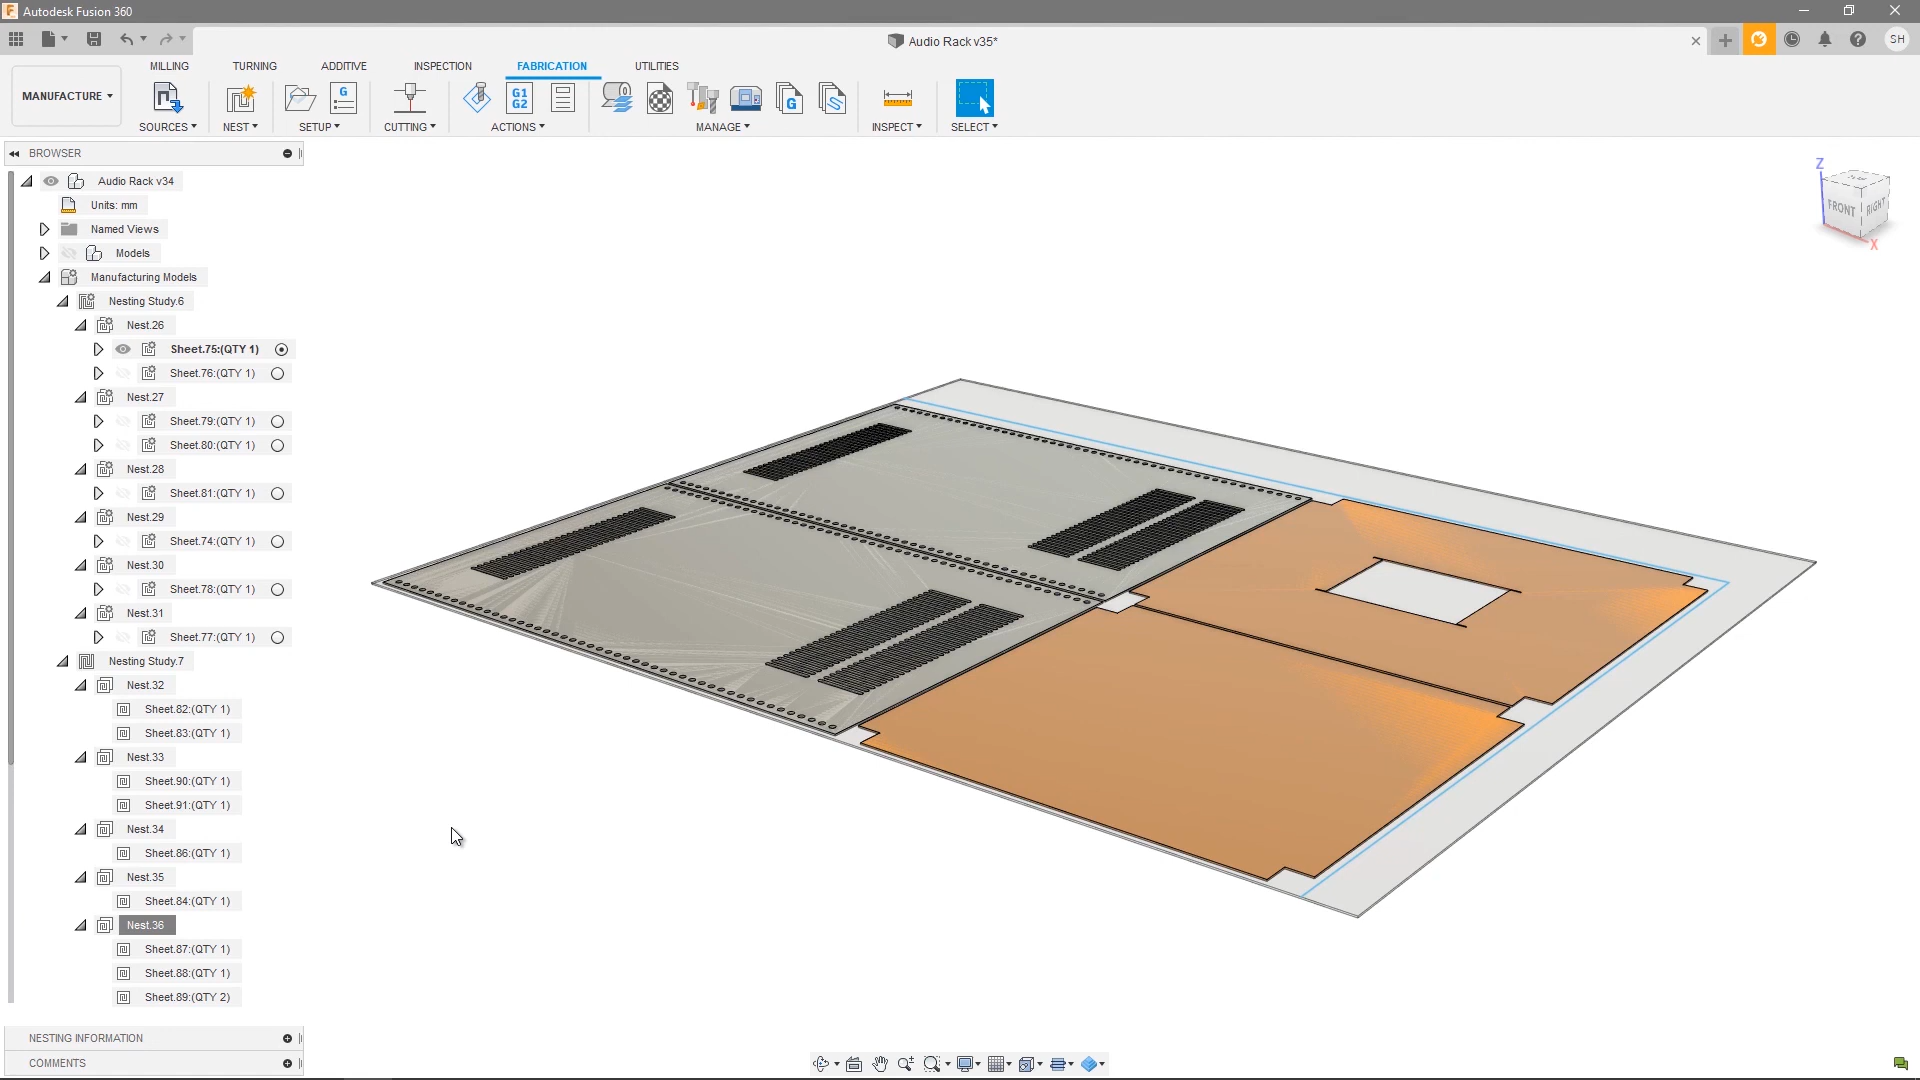 Autodesk Fusion 360
Audio Rack v35*
SH
MANUFACTURE
MILLING
TURNING
ADDITIVE
INSPECTION
FABRICATION
UTILITIES
G
G1
G2
G
SOURCES
NEST
SETUP
CUTTING
ACTIONS
MANAGE
INSPECT
SELECT
BROWSER
Audio Rack v34
Units: mm
Named Views
Models
Manufacturing Models
Nesting Study.6
Nest.26
Sheet.75:(QTY 1)
Sheet.76:(QTY 1)
Nest.27
Sheet.79:(QTY 1)
Sheet.80:(QTY 1)
Nest.28
Sheet.81:(QTY 1)
Nest.29
Sheet.74:(QTY 1)
Nest.30
Sheet.78:(QTY 1)
Nest.31
Sheet.77:(QTY 1)
Nesting Study.7
Nest.32
Sheet.82:(QTY 1)
Sheet.83:(QTY 1)
Nest.33
Sheet.90:(QTY 1)
Sheet.91:(QTY 1)
Nest.34
Sheet.86:(QTY 1)
Nest.35
Sheet.84:(QTY 1)
Nest.36
Sheet.87:(QTY 1)
Sheet.88:(QTY 1)
Sheet.89:(QTY 2)
NESTING INFORMATION
COMMENTS
Z
FRONT
RIGHT
X